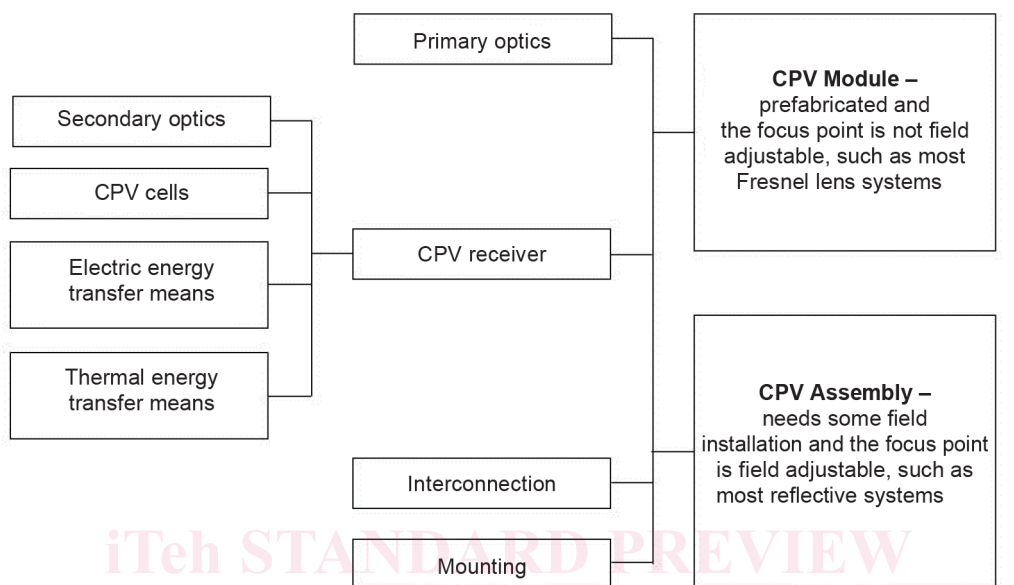 Primary optics
Secondary optics
CPV cells
Electric energy
transfer means
Thermal energy
transfer means
CPV receiver
Interconnection
Mounting
CPV Module –
prefabricated and
the focus point is not field
adjustable, such as most
Fresnel lens systems
CPV Assembly –
needs some field
installation and the focus point
is field adjustable, such as
most reflective systems
iTeh STANDARD PREVIEW